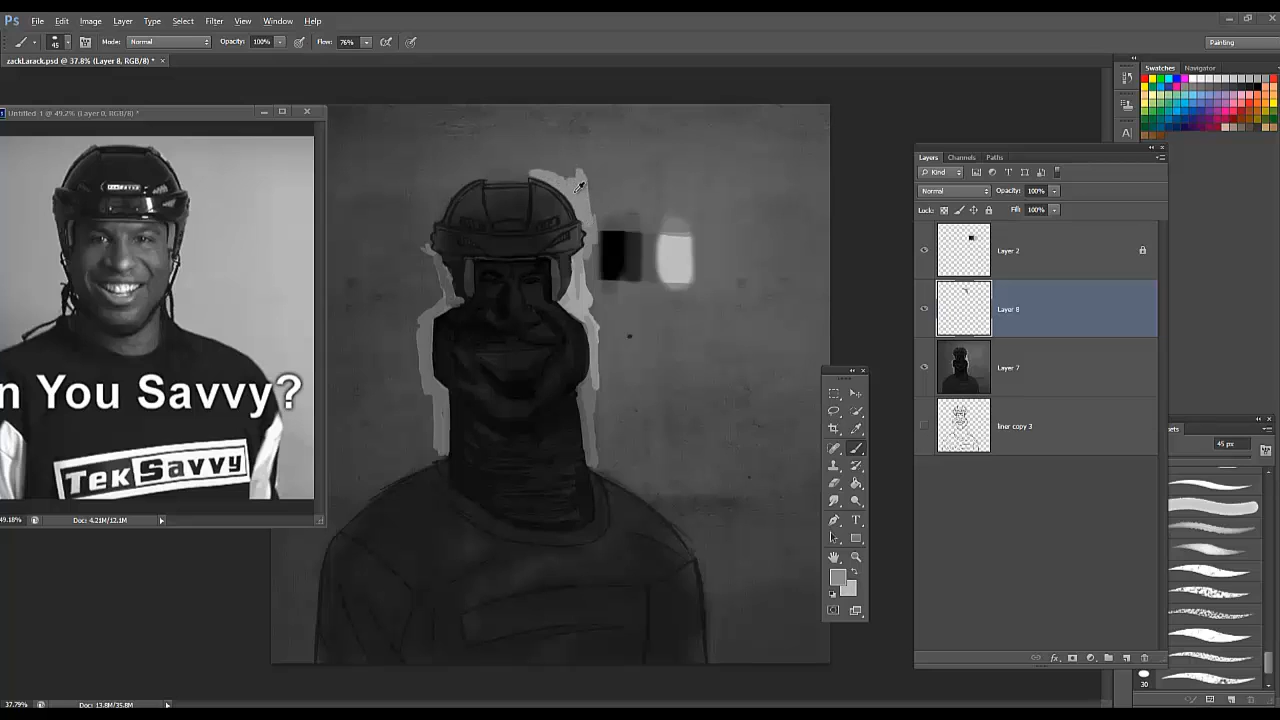 Ps File Edit Image Layer Type Select Filter View Window Help
45 Mode: Normal Opacity: 100% Flow: 76% Painting
zackLarack.psd @ 37.8% (Layer 8, RGB/8) * ×
Swatches Navigator
Untitled 1 @ 49.2% (Layer 0, RGB/8) *
Layers Channels Paths
Kind
Normal Opacity: 100%
Lock: Fill: 100%
Layer 2
Layer 8
Layer 7
liner copy 3
n You Savvy?
TekSavvy
45 px
49.18% Doc: 4.21M/12.1M
30
37.79% Doc: 13.8M/35.8M